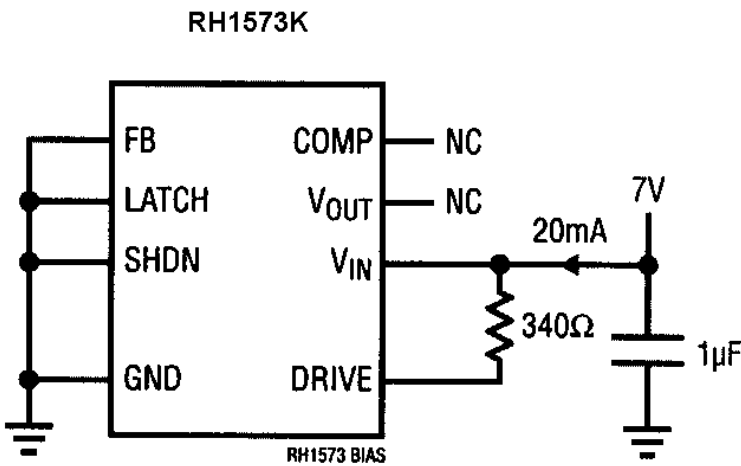 RH1573K
FB
COMP
NC
LATCH
VOUT
NC
7V
20mA
SHDN
VIN
340Ω
1µF
GND
DRIVE
RH1573 BIAS